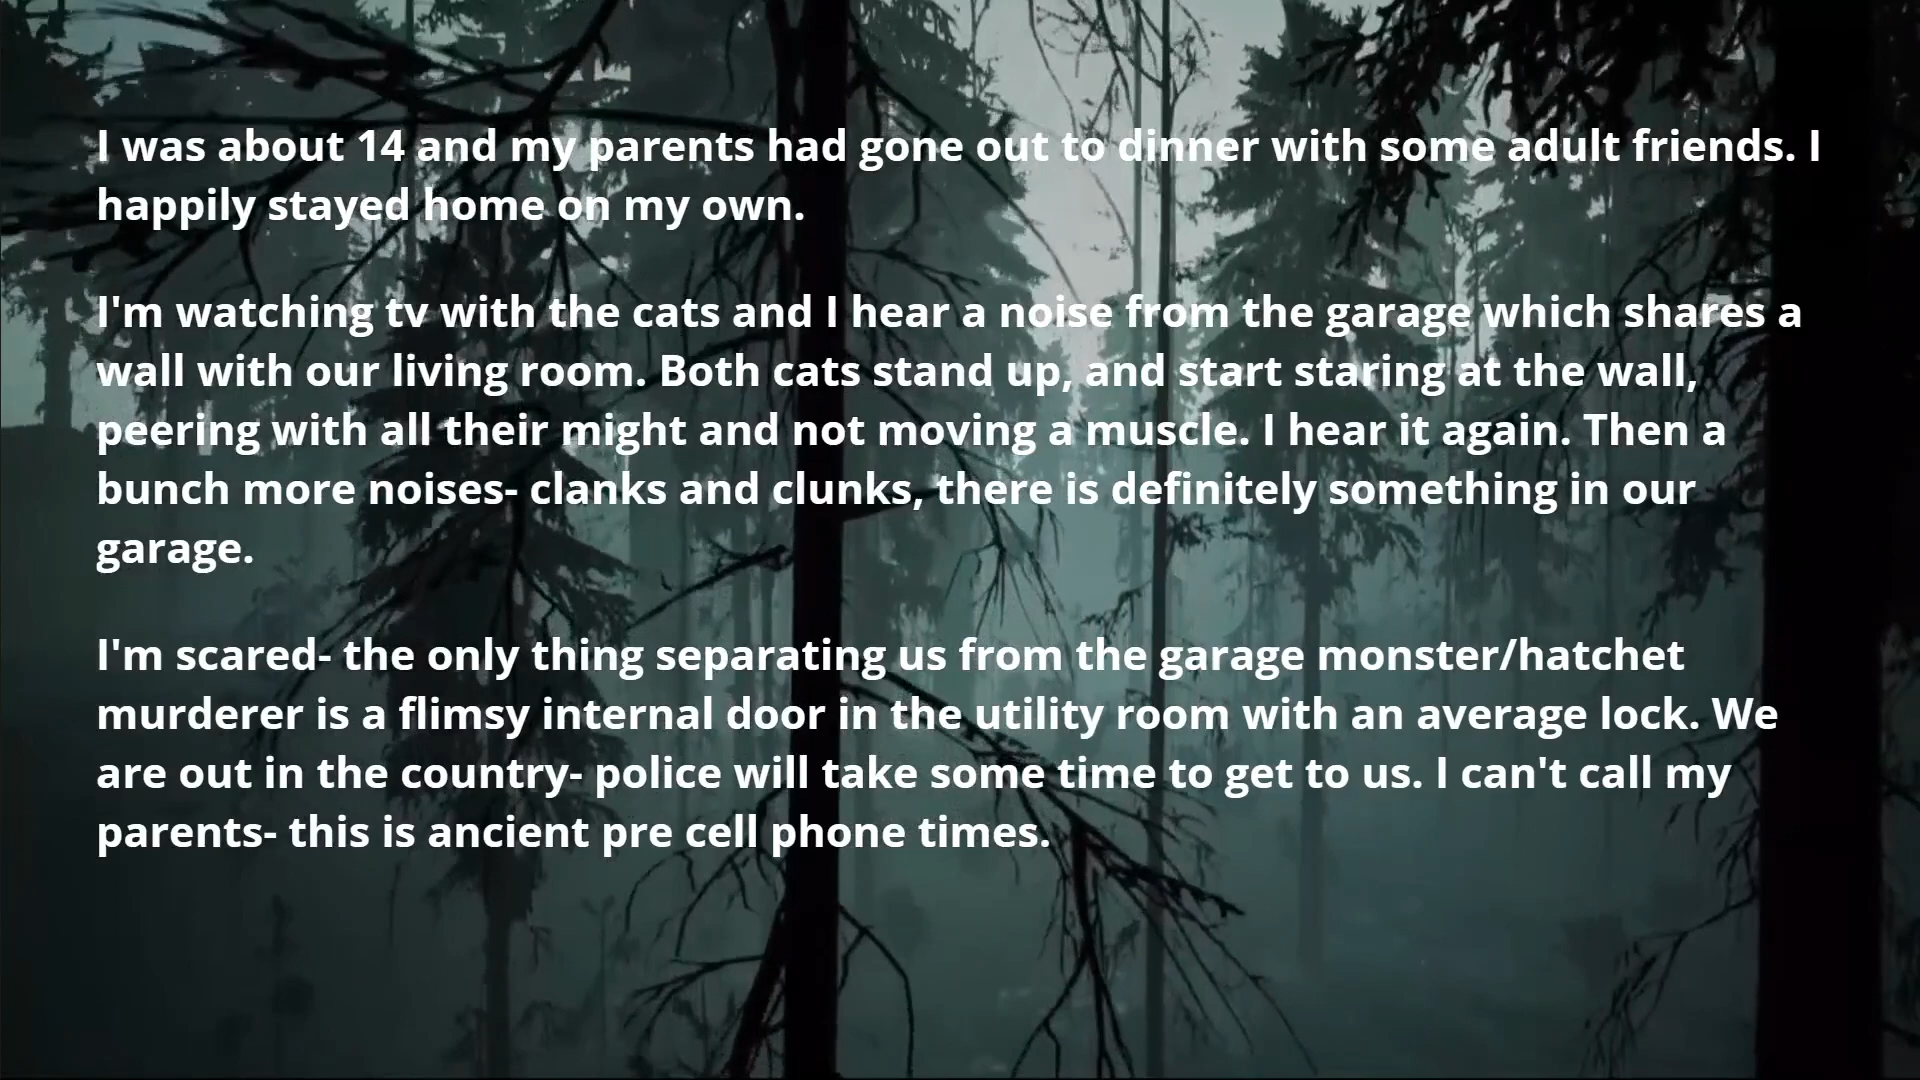 I was about 14 and my parents had gone out to dinner with some adult friends. I
happily stayed home on my own.
I'm watching tv with the cats and I hear a noise from the garage which shares a
wall with our living room. Both cats stand up, and start staring at the wall,
peering with all their might and not moving a muscle. I hear it again. Then a
bunch more noises- clanks and clunks, there is definitely something in our
garage.
I'm scared- the only thing separating us from the garage monster/hatchet
murderer is a flimsy internal door in the utility room with an average lock. We
are out in the country- police will take some time to get to us. I can't call my
parents- this is ancient pre cell phone times.